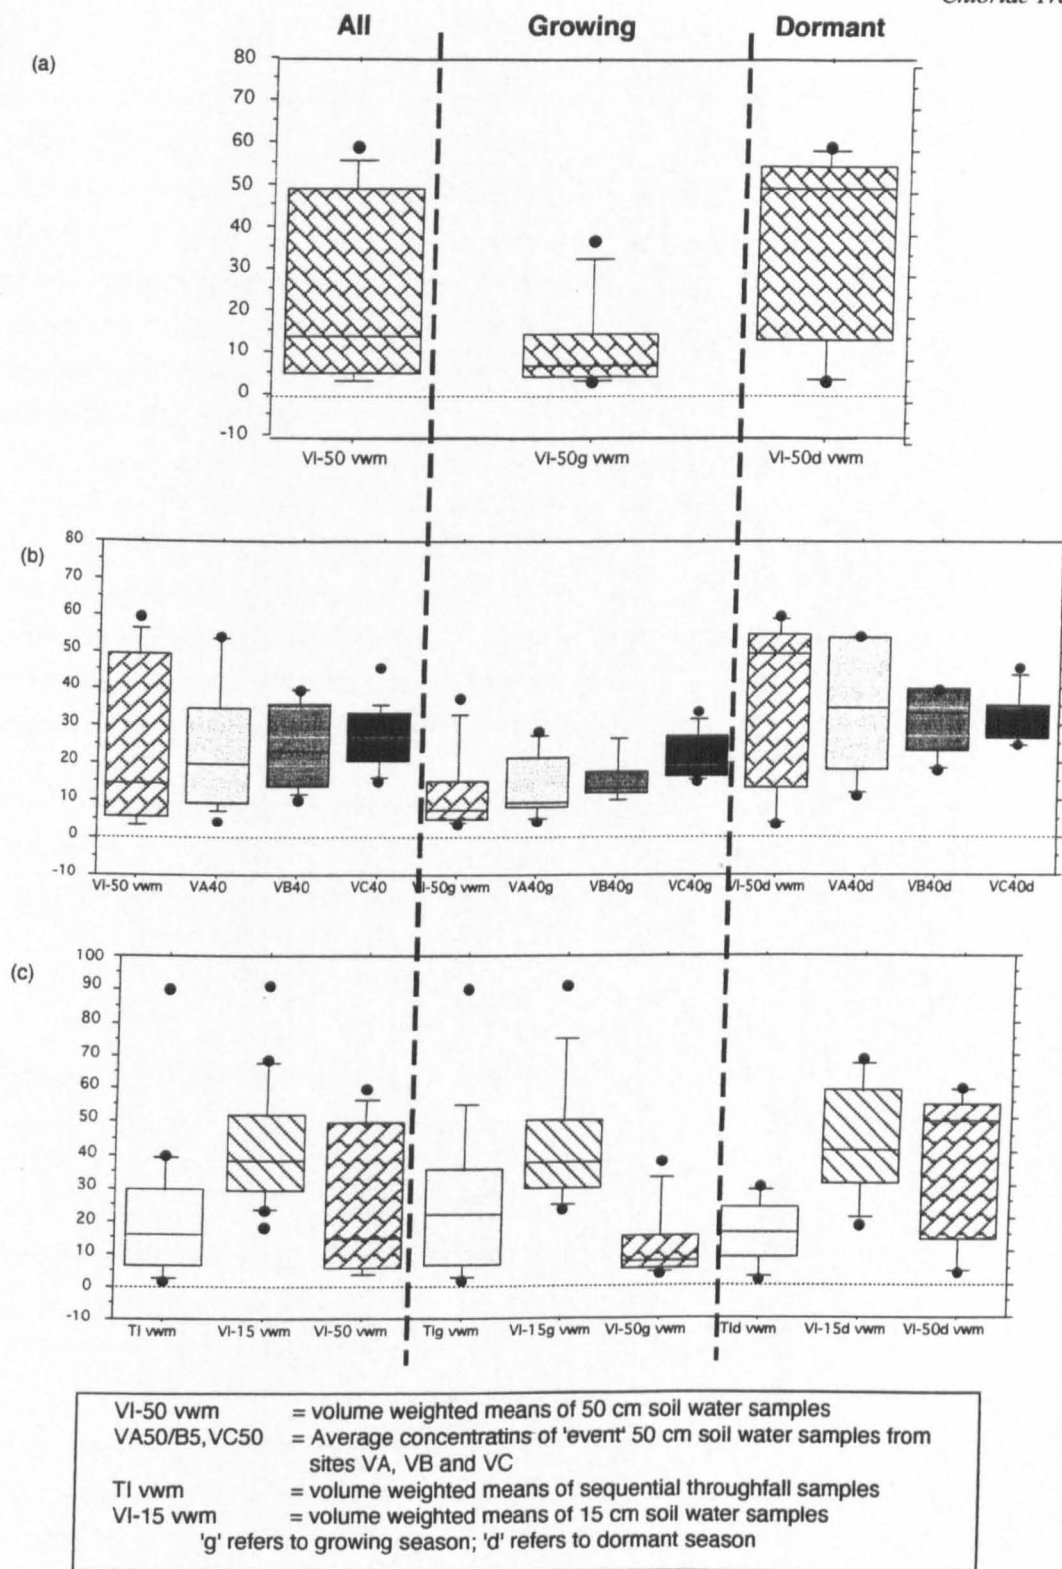 All Growing Dormant
(a)
80
70
60
50
40
30
20
10
0
-10
VI-50 vwm VI-50g vwm VI-50d vwm
(b)
80
70
60
50
40
30
20
10
0
-10
VI-50 vwm VA40 VB40 VC40 VI-50g vwm VA40g VB40g VC40g VI-50d vwm VA40d VB40d VC40d
(c)
100
90
80
70
60
50
40
30
20
10
0
-10
TI vwm VI-15 vwm VI-50 vwm TIg vwm VI-15g vwm VI-50g vwm TId vwm VI-15d vwm VI-50d vwm
VI-50 vwm = volume weighted means of 50 cm soil water samples
VA50/B5,VC50 = Average concentratins of 'event' 50 cm soil water samples from
sites VA, VB and VC
TI vwm = volume weighted means of sequential throughfall samples
VI-15 vwm = volume weighted means of 15 cm soil water samples
'g' refers to growing season; 'd' refers to dormant season